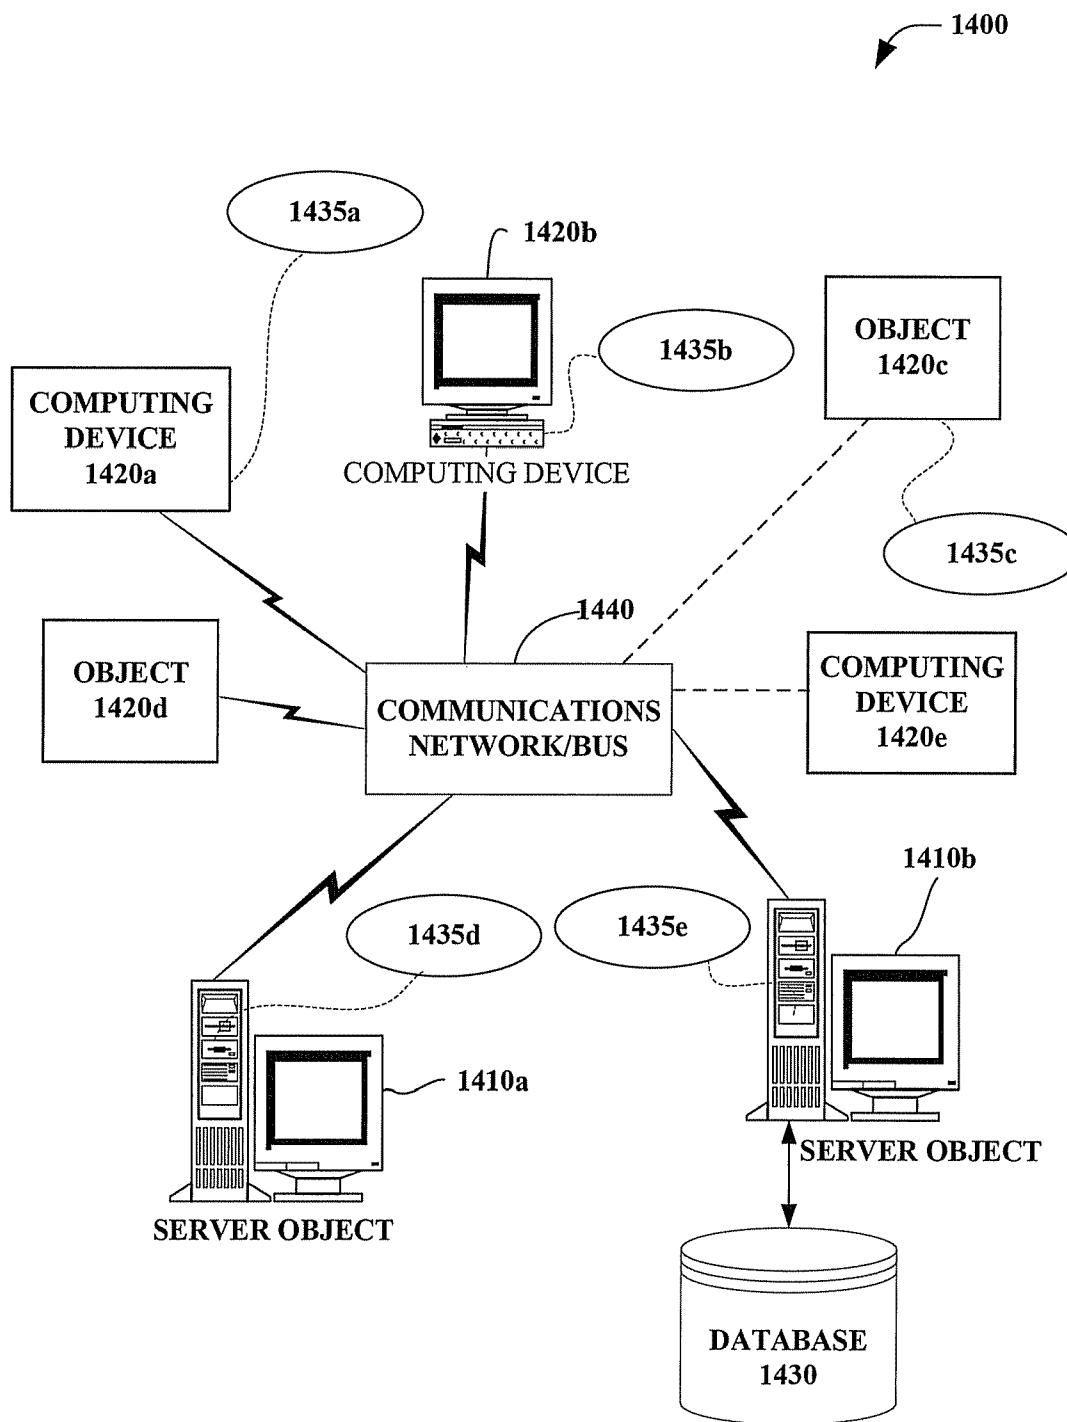 1400
1435a
1420b
1435b
OBJECT
1420c
COMPUTING
DEVICE
1420a
COMPUTING DEVICE
1435c
1440
OBJECT
1420d
COMMUNICATIONS
NETWORK/BUS
COMPUTING
DEVICE
1420e
1410b
1435d
1435e
1410a
SERVER OBJECT
SERVER OBJECT
DATABASE
1430